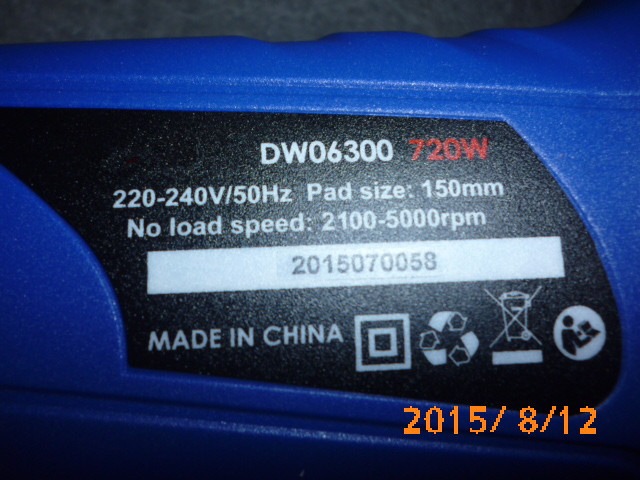 DW06300 720W
220-240V/50Hz Pad size: 150mm
No load speed: 2100-5000rpm
2015070058
MADE IN CHINA
2015/ 8/12